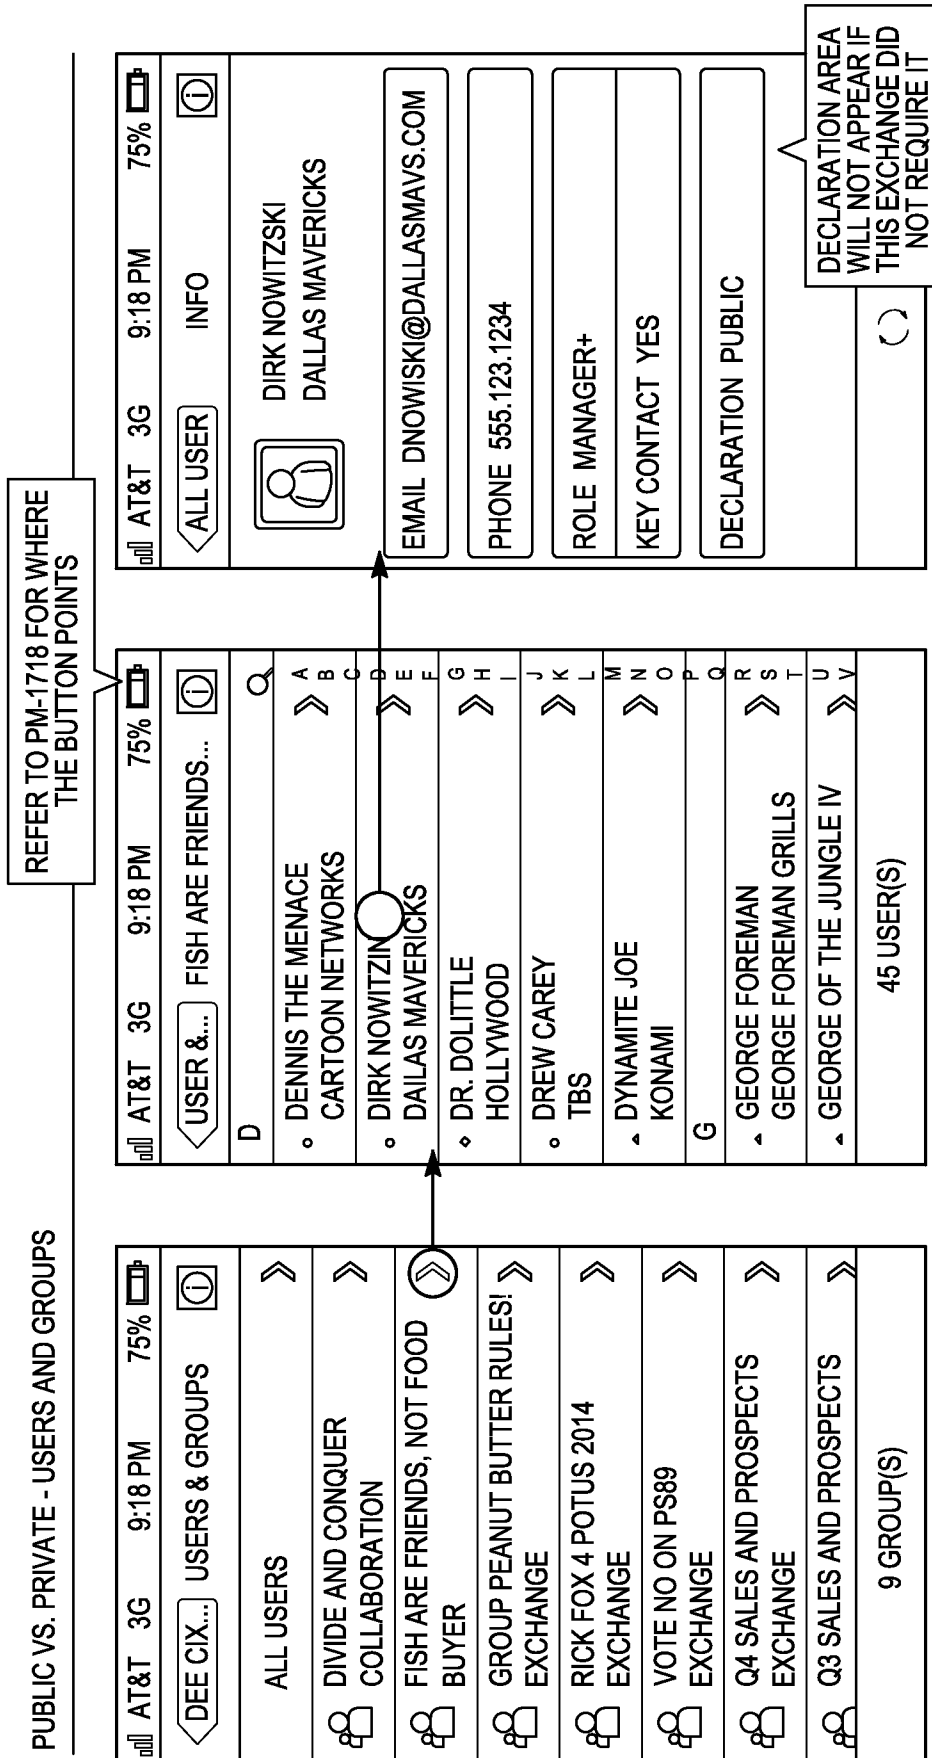 PUBLIC VS. PRIVATE - USERS AND GROUPS
AT&T 3G 9:18 PM 75%
DEE CIX... USERS & GROUPS
ALL USERS
DIVIDE AND CONQUER
COLLABORATION
FISH ARE FRIENDS, NOT FOOD
BUYER
GROUP PEANUT BUTTER RULES!
EXCHANGE
RICK FOX 4 POTUS 2014
EXCHANGE
VOTE NO ON PS89
EXCHANGE
Q4 SALES AND PROSPECTS
EXCHANGE
Q3 SALES AND PROSPECTS
9 GROUP(S)
REFER TO PM-1718 FOR WHERE
THE BUTTON POINTS
AT&T 3G 9:18 PM 75%
USER &... FISH ARE FRIENDS...
D
DENNIS THE MENACE
CARTOON NETWORKS
DIRK NOWITZIN
DAILAS MAVERICKS
DR. DOLITTLE
HOLLYWOOD
DREW CAREY
TBS
DYNAMITE JOE
KONAMI
G
GEORGE FOREMAN
GEORGE FOREMAN GRILLS
GEORGE OF THE JUNGLE IV
A
B
C
D
E
F
G
H
I
J
K
L
M
N
O
P
Q
R
S
T
U
V
45 USER(S)
AT&T 3G 9:18 PM 75%
ALL USER INFO
DIRK NOWITZSKI
DALLAS MAVERICKS
EMAIL DNOWISKI@DALLASMAVS.COM
PHONE 555.123.1234
ROLE MANAGER+
KEY CONTACT YES
DECLARATION PUBLIC
DECLARATION AREA
WILL NOT APPEAR IF
THIS EXCHANGE DID
NOT REQUIRE IT